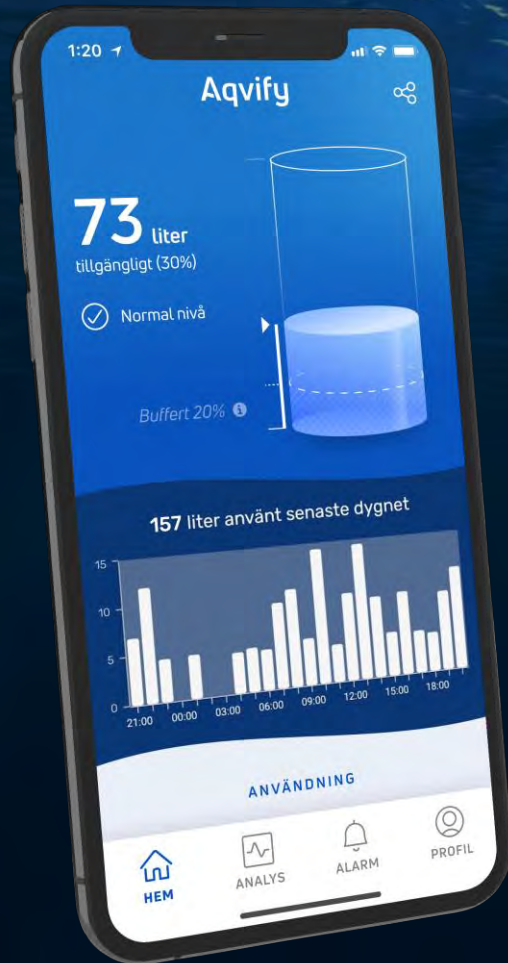 1:20
Aqvify
73 liter
tillgängligt (30%)
Normal nivå
Buffert 20%
157 liter använt senaste dygnet
15
10
5
0
21:00 00:00 03:00 06:00 09:00 12:00 15:00 18:00
ANVÄNDNING
HEM ANALYS ALARM PROFIL